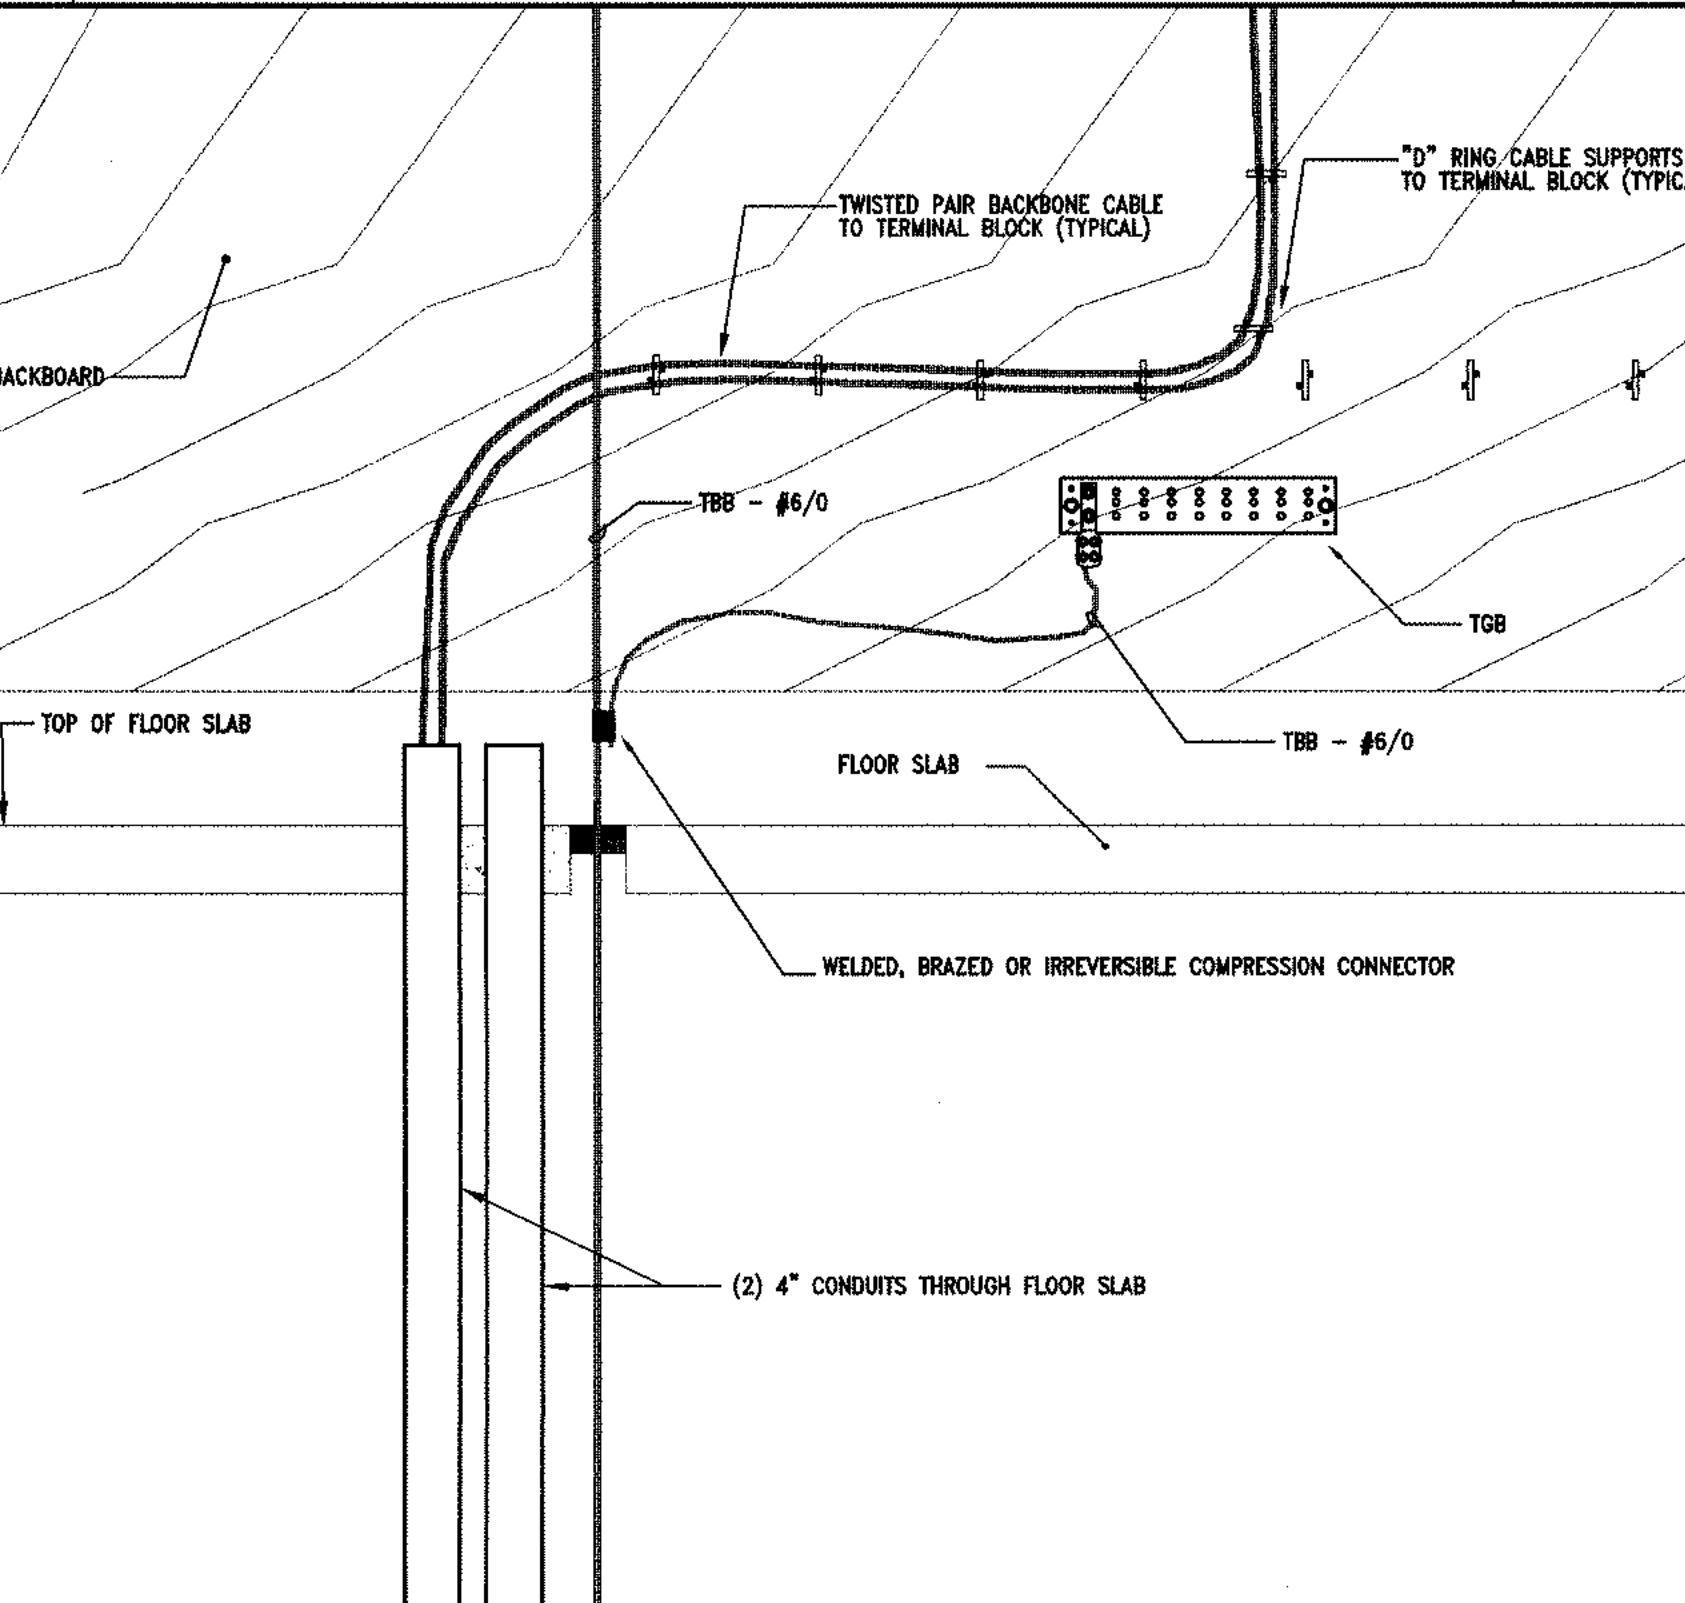 "D" RING CABLE SUPPORTS
TO TERMINAL BLOCK
TWISTED PAIR BACKBONE CABLE
TO TERMINAL BLOCK (TYPICAL)
TBB - #6/0
TGB
TOP OF FLOOR SLAB
TBB - #6/0
FLOOR SLAB
WELDED, BRAZED OR IRREVERSIBLE COMPRESSION CONNECTOR
(2) 4" CONDUITS THROUGH FLOOR SLAB